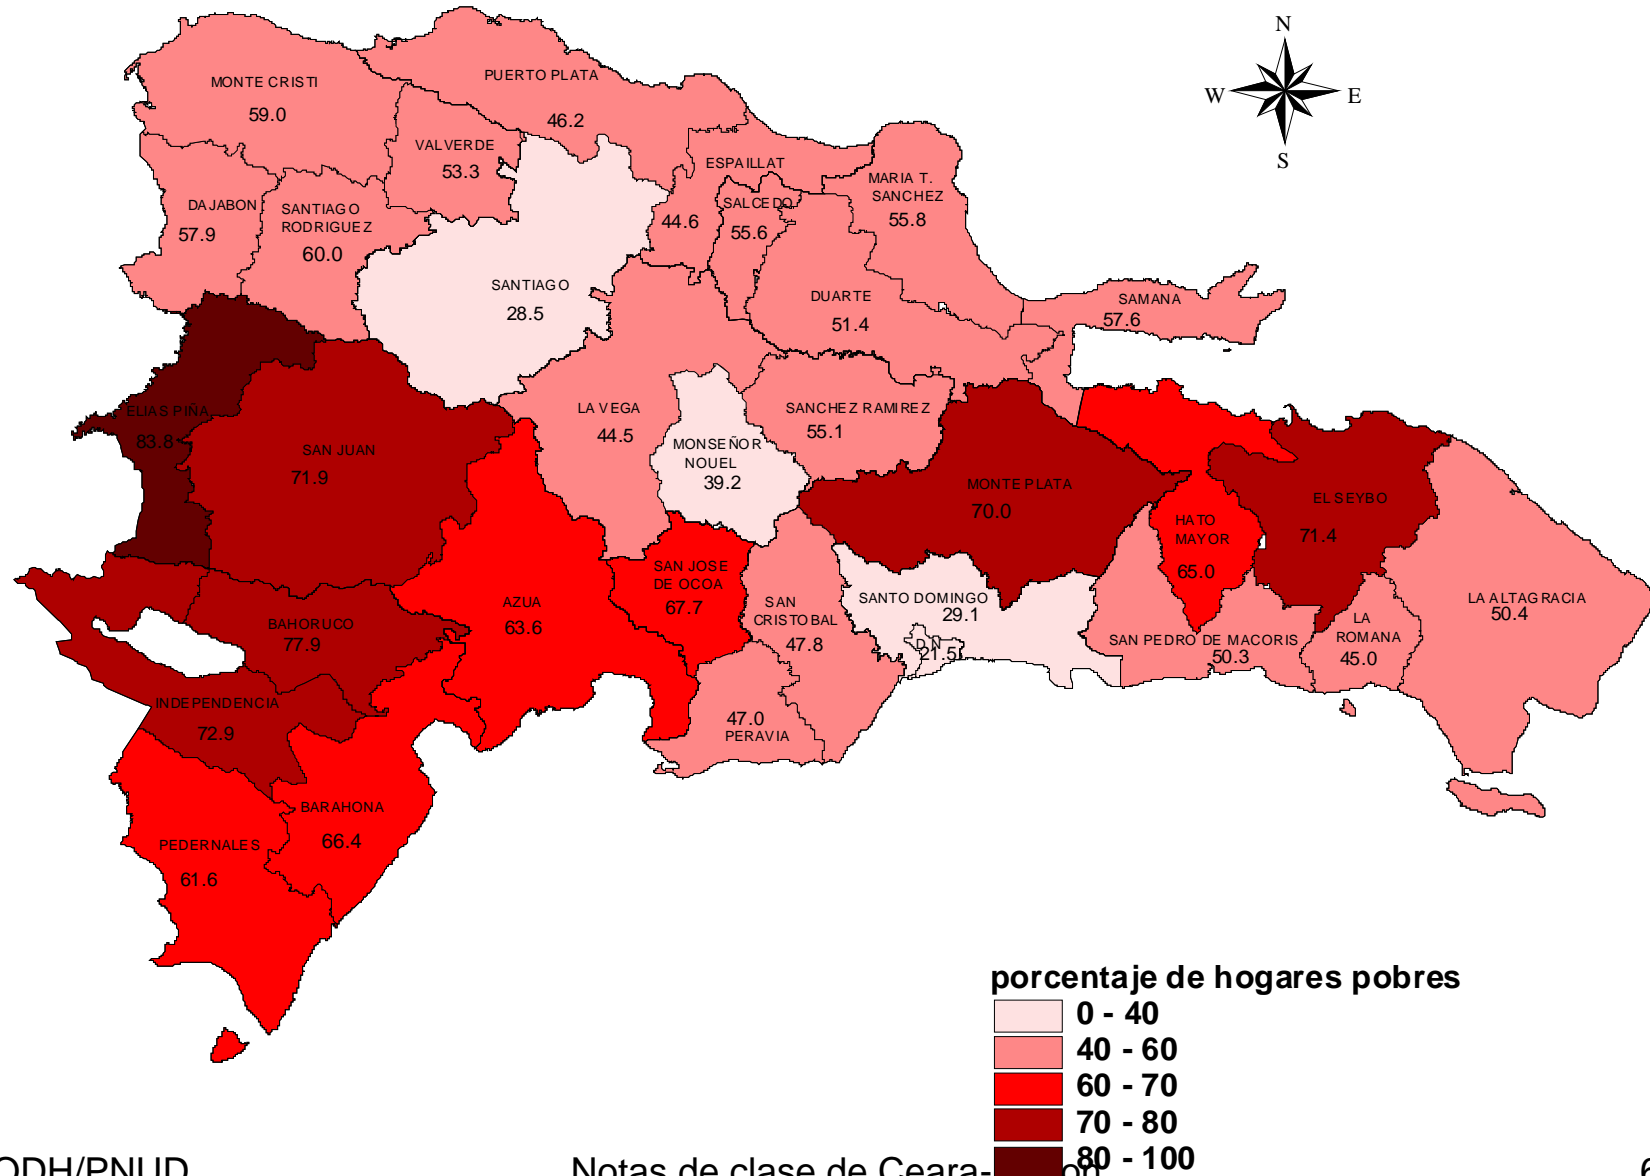 N
W E
S
MONTE CRISTI
59.0
PUERTO PLATA
46.2
VALVERDE
53.3
ESPAILLAT
44.6
MARIA T.
SANCHEZ
55.8
SALCEDO
55.6
DAJABON
57.9
SANTIAGO
RODRIGUEZ
60.0
SANTIAGO
28.5
DUARTE
51.4
SAMANA
57.6
ELIAS PIÑA
83.8
SAN JUAN
71.9
LA VEGA
44.5
MONSEÑOR
NOUEL
39.2
SANCHEZ RAMIREZ
55.1
MONTE PLATA
70.0
HATO
MAYOR
65.0
EL SEYBO
71.4
LA ALTAGRACIA
50.4
LA
ROMANA
45.0
SAN PEDRO DE MACORIS
50.3
SANTO DOMINGO
29.1
D.N.
21.5
SAN
CRISTOBAL
47.8
SAN JOSE
DE OCOA
67.7
AZUA
63.6
47.0
PERAVIA
BAHORUCO
77.9
INDEPENDENCIA
72.9
BARAHONA
66.4
PEDERNALES
61.6
porcentaje de hogares pobres
0 - 40
40 - 60
60 - 70
70 - 80
80 - 100
ODH/PNUD Notas de clase de Ceara-